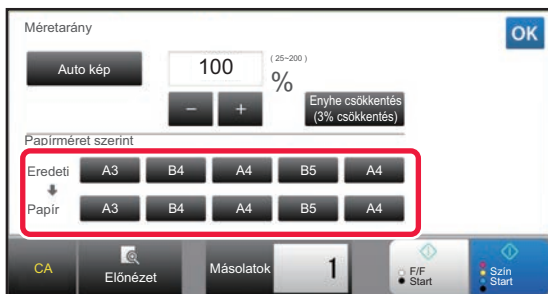 Méretarány
OK
Auto kép
100
(25~200)
%
−
+
Enyhe csökkentés
(3% csökkentés)
Papírméret szerint
Eredeti A3 B4 A4 B5 A4
Papír A3 B4 A4 B5 A4
CA
Előnézet
Másolatok
1
F/F
Start
Szín
Start